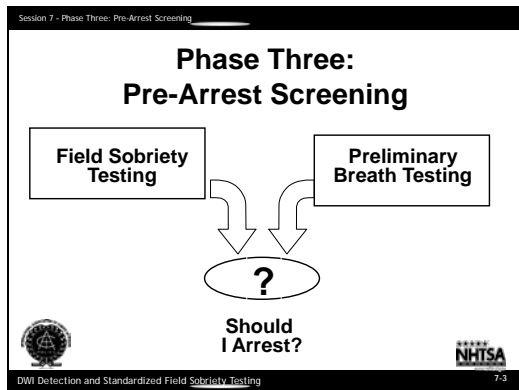 Session 7 - Phase Three: Pre-Arrest Screening
Phase Three:
Pre-Arrest Screening
Field Sobriety
Testing
Preliminary
Breath Testing
?
Should
I Arrest?
NHTSA
DWI Detection and Standardized Field Sobriety Testing
7-3